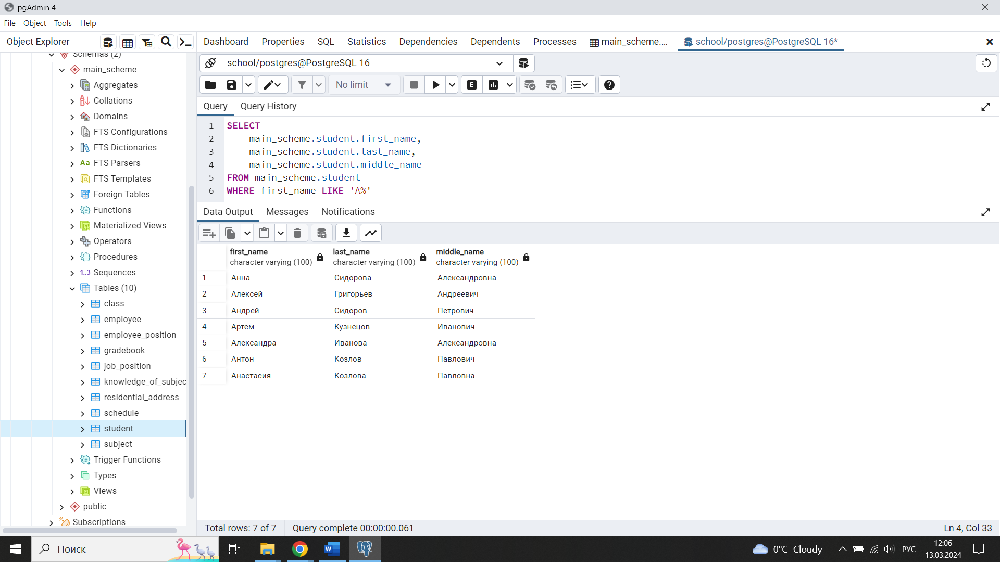 pgAdmin 4
File Object Tools Help
Object Explorer
Dashboard Properties SQL Statistics Dependencies Dependents Processes main_scheme.... school/postgres@PostgreSQL 16*
Schemas (2)
main_scheme
Aggregates
Collations
Domains
FTS Configurations
FTS Dictionaries
FTS Parsers
FTS Templates
Foreign Tables
Functions
Materialized Views
Operators
Procedures
1..3 Sequences
Tables (10)
class
employee
employee_position
gradebook
job_position
knowledge_of_subjec
residential_address
schedule
student
subject
Trigger Functions
Types
Views
public
Subscriptions
school/postgres@PostgreSQL 16
No limit
Query Query History
1 SELECT
2 main_scheme.student.first_name,
3 main_scheme.student.last_name,
4 main_scheme.student.middle_name
5 FROM main_scheme.student
6 WHERE first_name LIKE 'А%'
Data Output Messages Notifications
first_name last_name middle_name
character varying (100) character varying (100) character varying (100)
1 Анна Сидорова Александровна
2 Алексей Григорьев Андреевич
3 Андрей Сидоров Петрович
4 Артем Кузнецов Иванович
5 Александра Иванова Александровна
6 Антон Козлов Павлович
7 Анастасия Козлова Павловна
Total rows: 7 of 7 Query complete 00:00:00.061 Ln 4, Col 33
Поиск
0°C Cloudy
РУС
12:06
13.03.2024